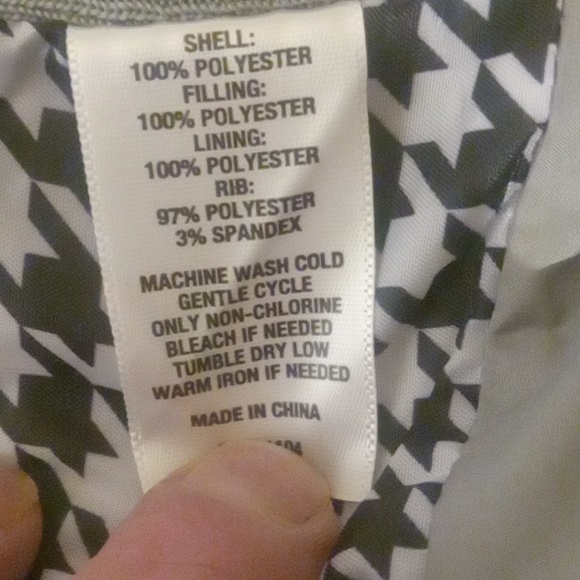 SHELL:
100% POLYESTER
FILLING:
100% POLYESTER
LINING:
100% POLYESTER
RIB:
97% POLYESTER
3% SPANDEX
MACHINE WASH COLD
GENTLE CYCLE
ONLY NON-CHLORINE
BLEACH IF NEEDED
TUMBLE DRY LOW
WARM IRON IF NEEDED
MADE IN CHINA